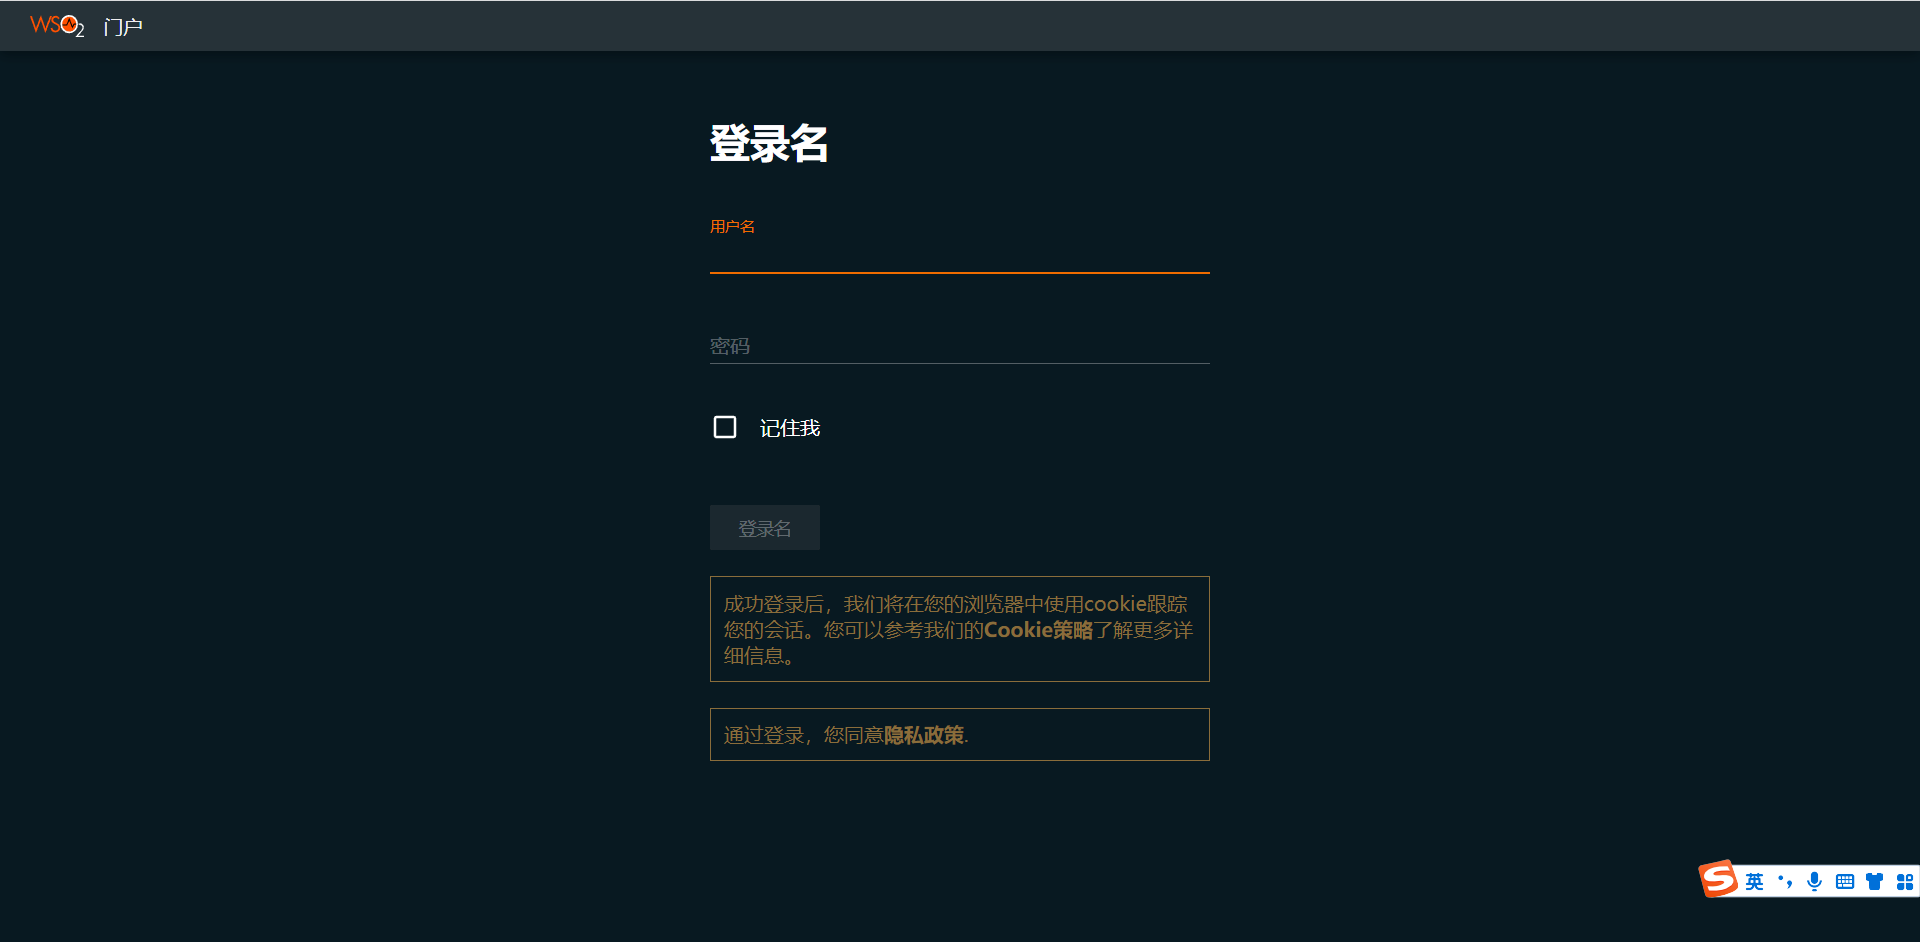 WSO2 门户
登录名
用户名
密码
记住我
登录名
成功登录后，我们将在您的浏览器中使用cookie跟踪
您的会话。您可以参考我们的Cookie策略了解更多详
细信息。
通过登录，您同意隐私政策.
S 英